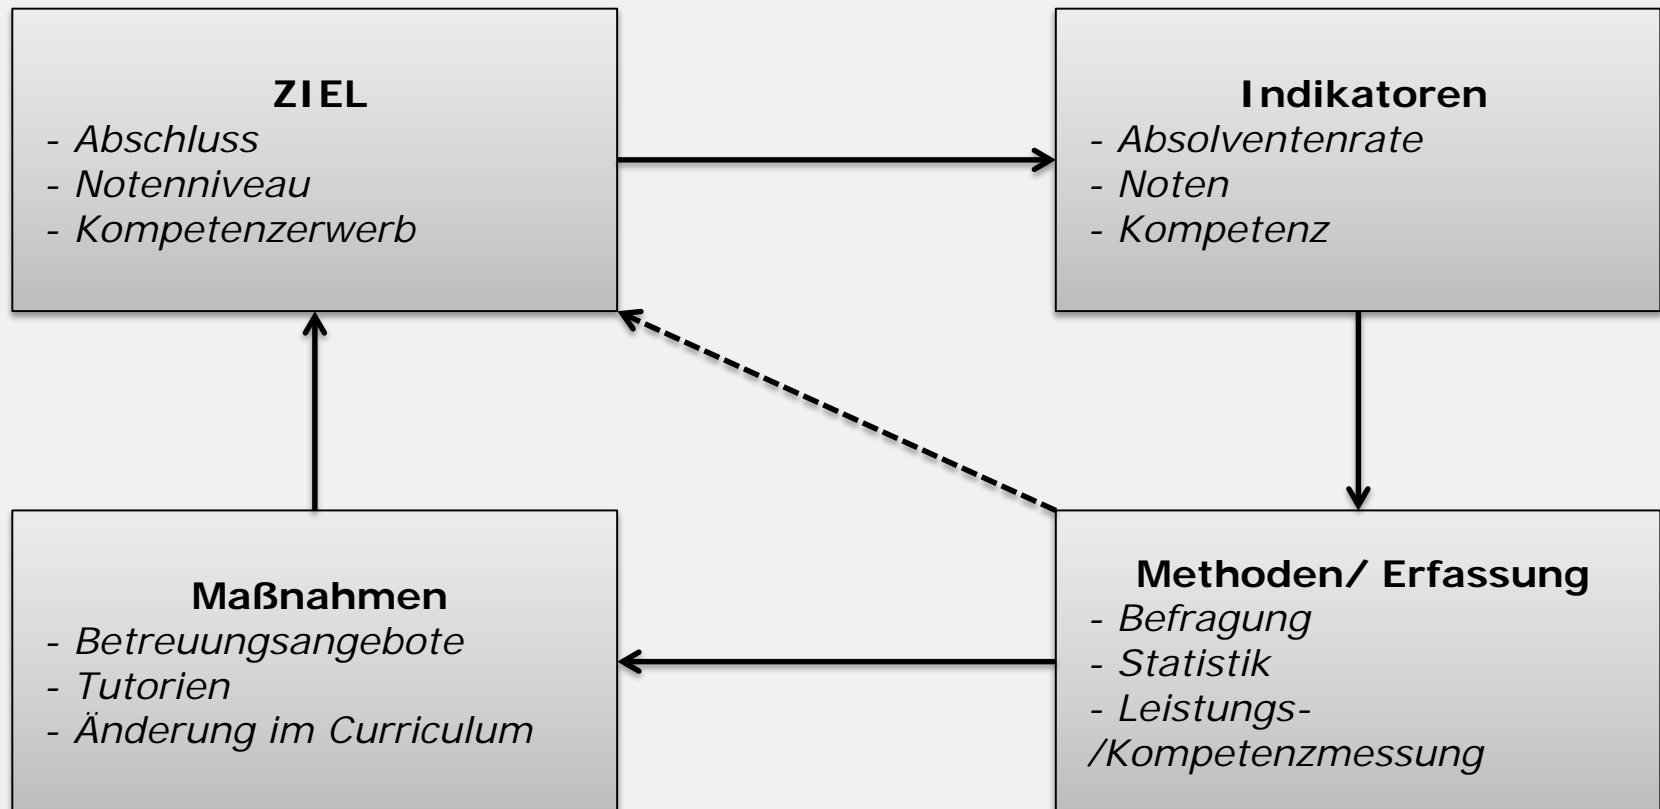 ZIEL
- Abschluss
- Notenniveau
- Kompetenzerwerb
Indikatoren
- Absolventenrate
- Noten
- Kompetenz
Maßnahmen
- Betreuungsangebote
- Tutorien
- Änderung im Curriculum
Methoden/ Erfassung
- Befragung
- Statistik
- Leistungs-
/Kompetenzmessung